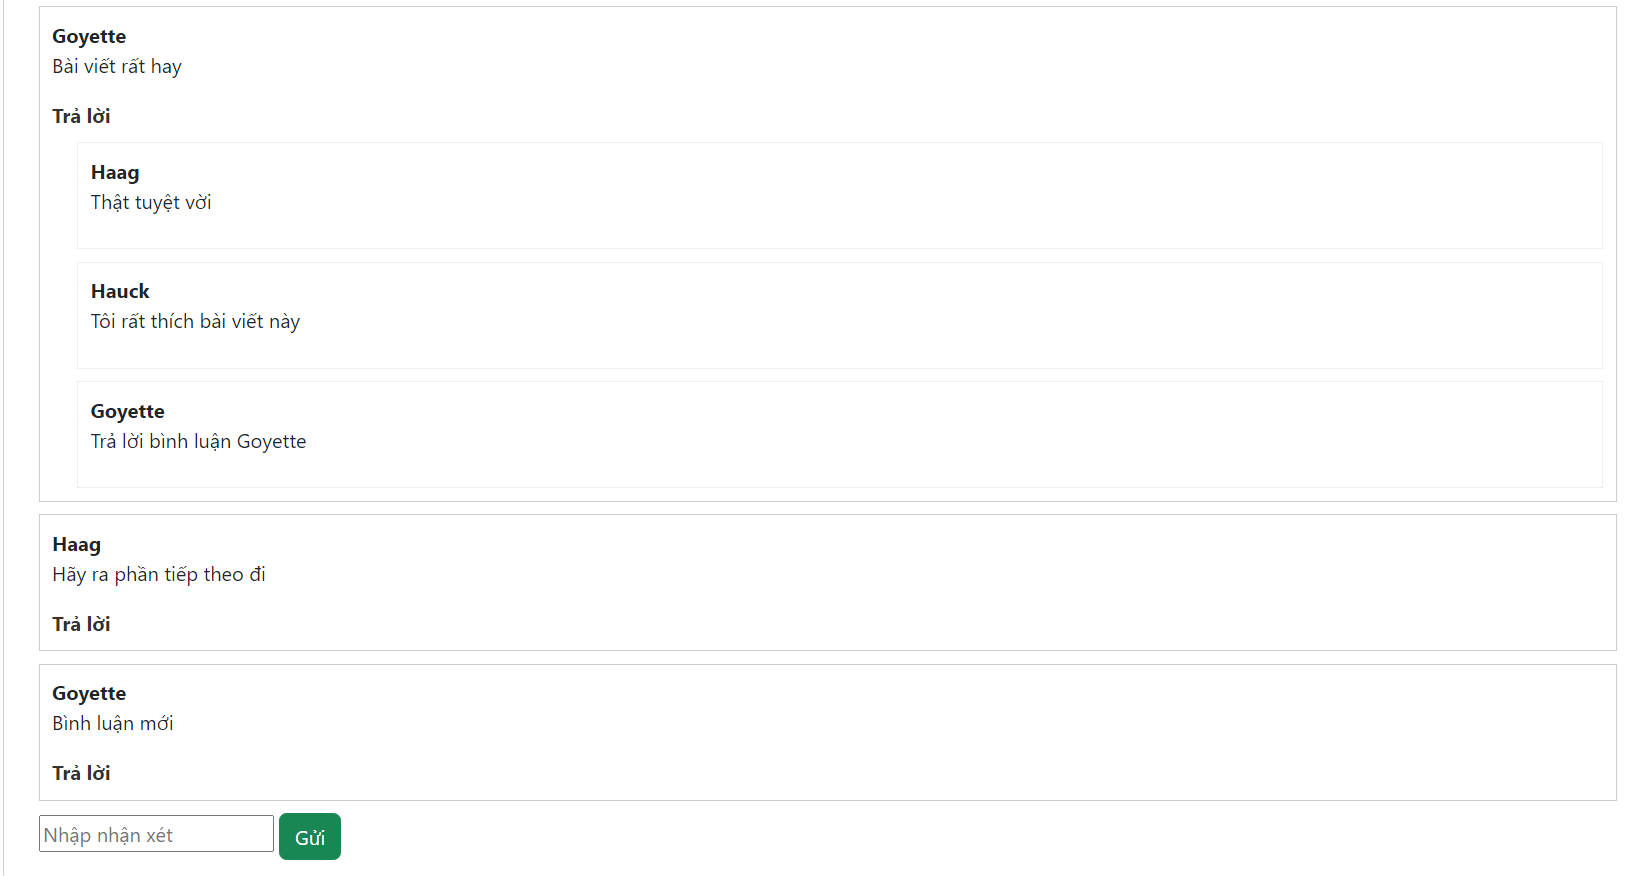 Goyette
Bài viết rất hay
Trả lời
Haag
Thật tuyệt vời
Hauck
Tôi rất thích bài viết này
Goyette
Trả lời bình luận Goyette
Haag
Hãy ra phần tiếp theo đi
Trả lời
Goyette
Bình luận mới
Trả lời
Nhập nhận xét
Gửi